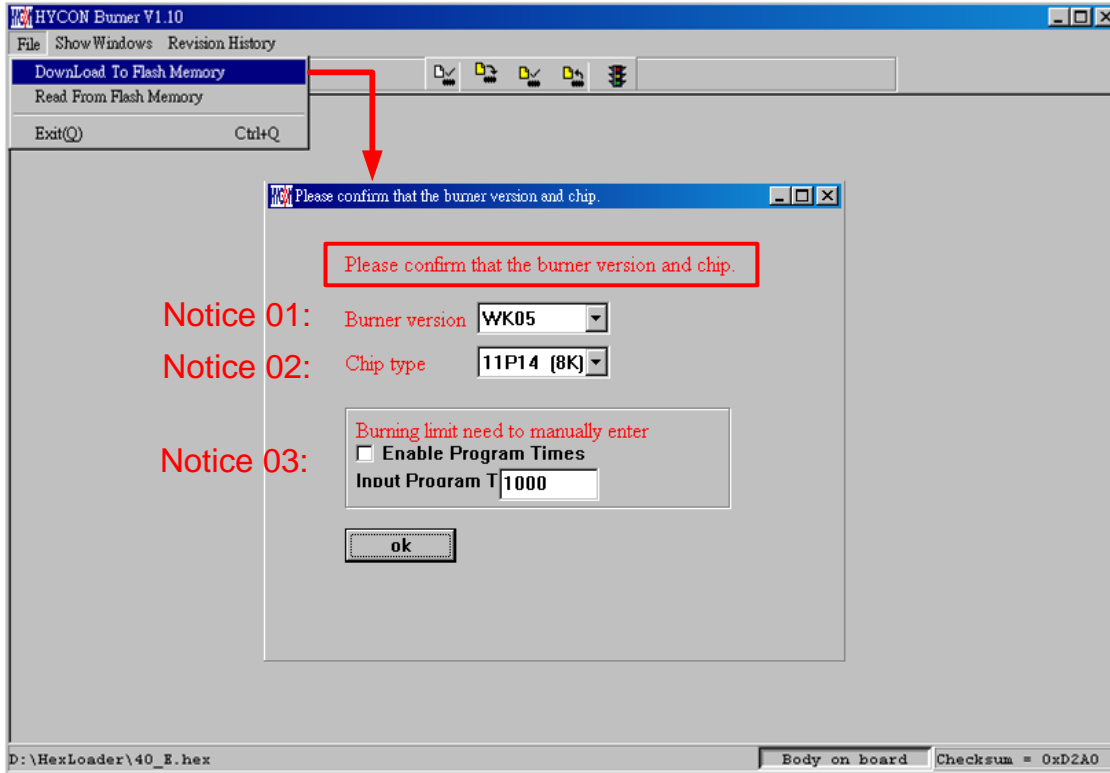 HYCON Burner V1.10
File Show Windows Revision History
DownLoad To Flash Memory
Read From Flash Memory
Exit(Q) Ctrl+Q
Please confirm that the burner version and chip.
Please confirm that the burner version and chip.
Notice 01: Burner version WK05
Notice 02: Chip type 11P14 (8K)
Burning limit need to manually enter
Notice 03: Enable Program Times
Input Program T 1000
ok
D:\HexLoader\40_E.hex Body on board Checksum = 0xD2A0